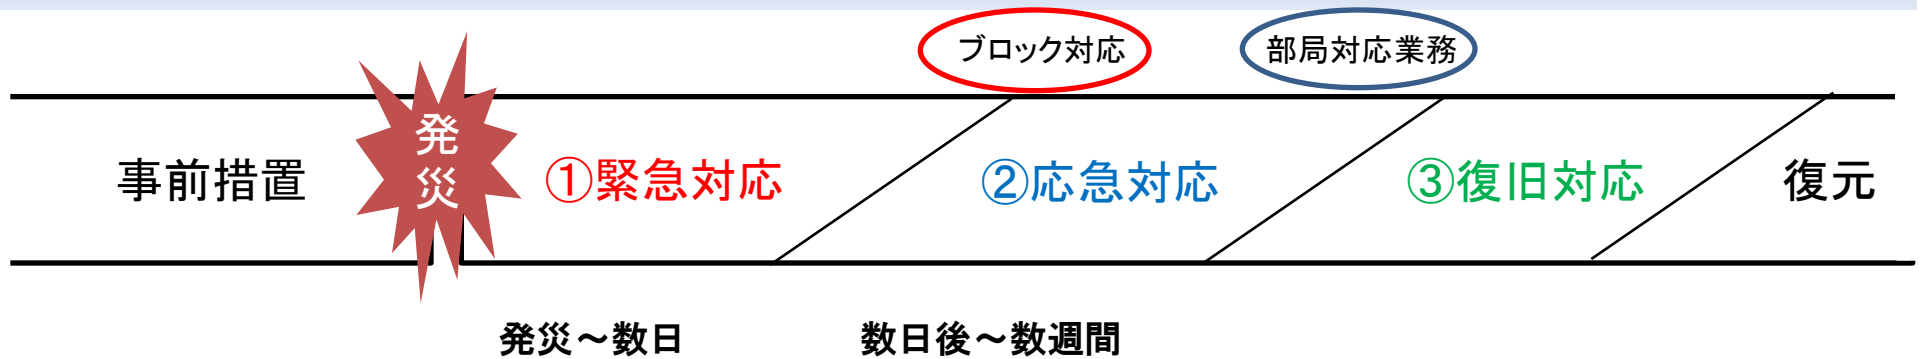 ブロック対応
部局対応業務
事前措置
発災
①緊急対応
②応急対応
③復旧対応
復元
発災～数日
数日後～数週間